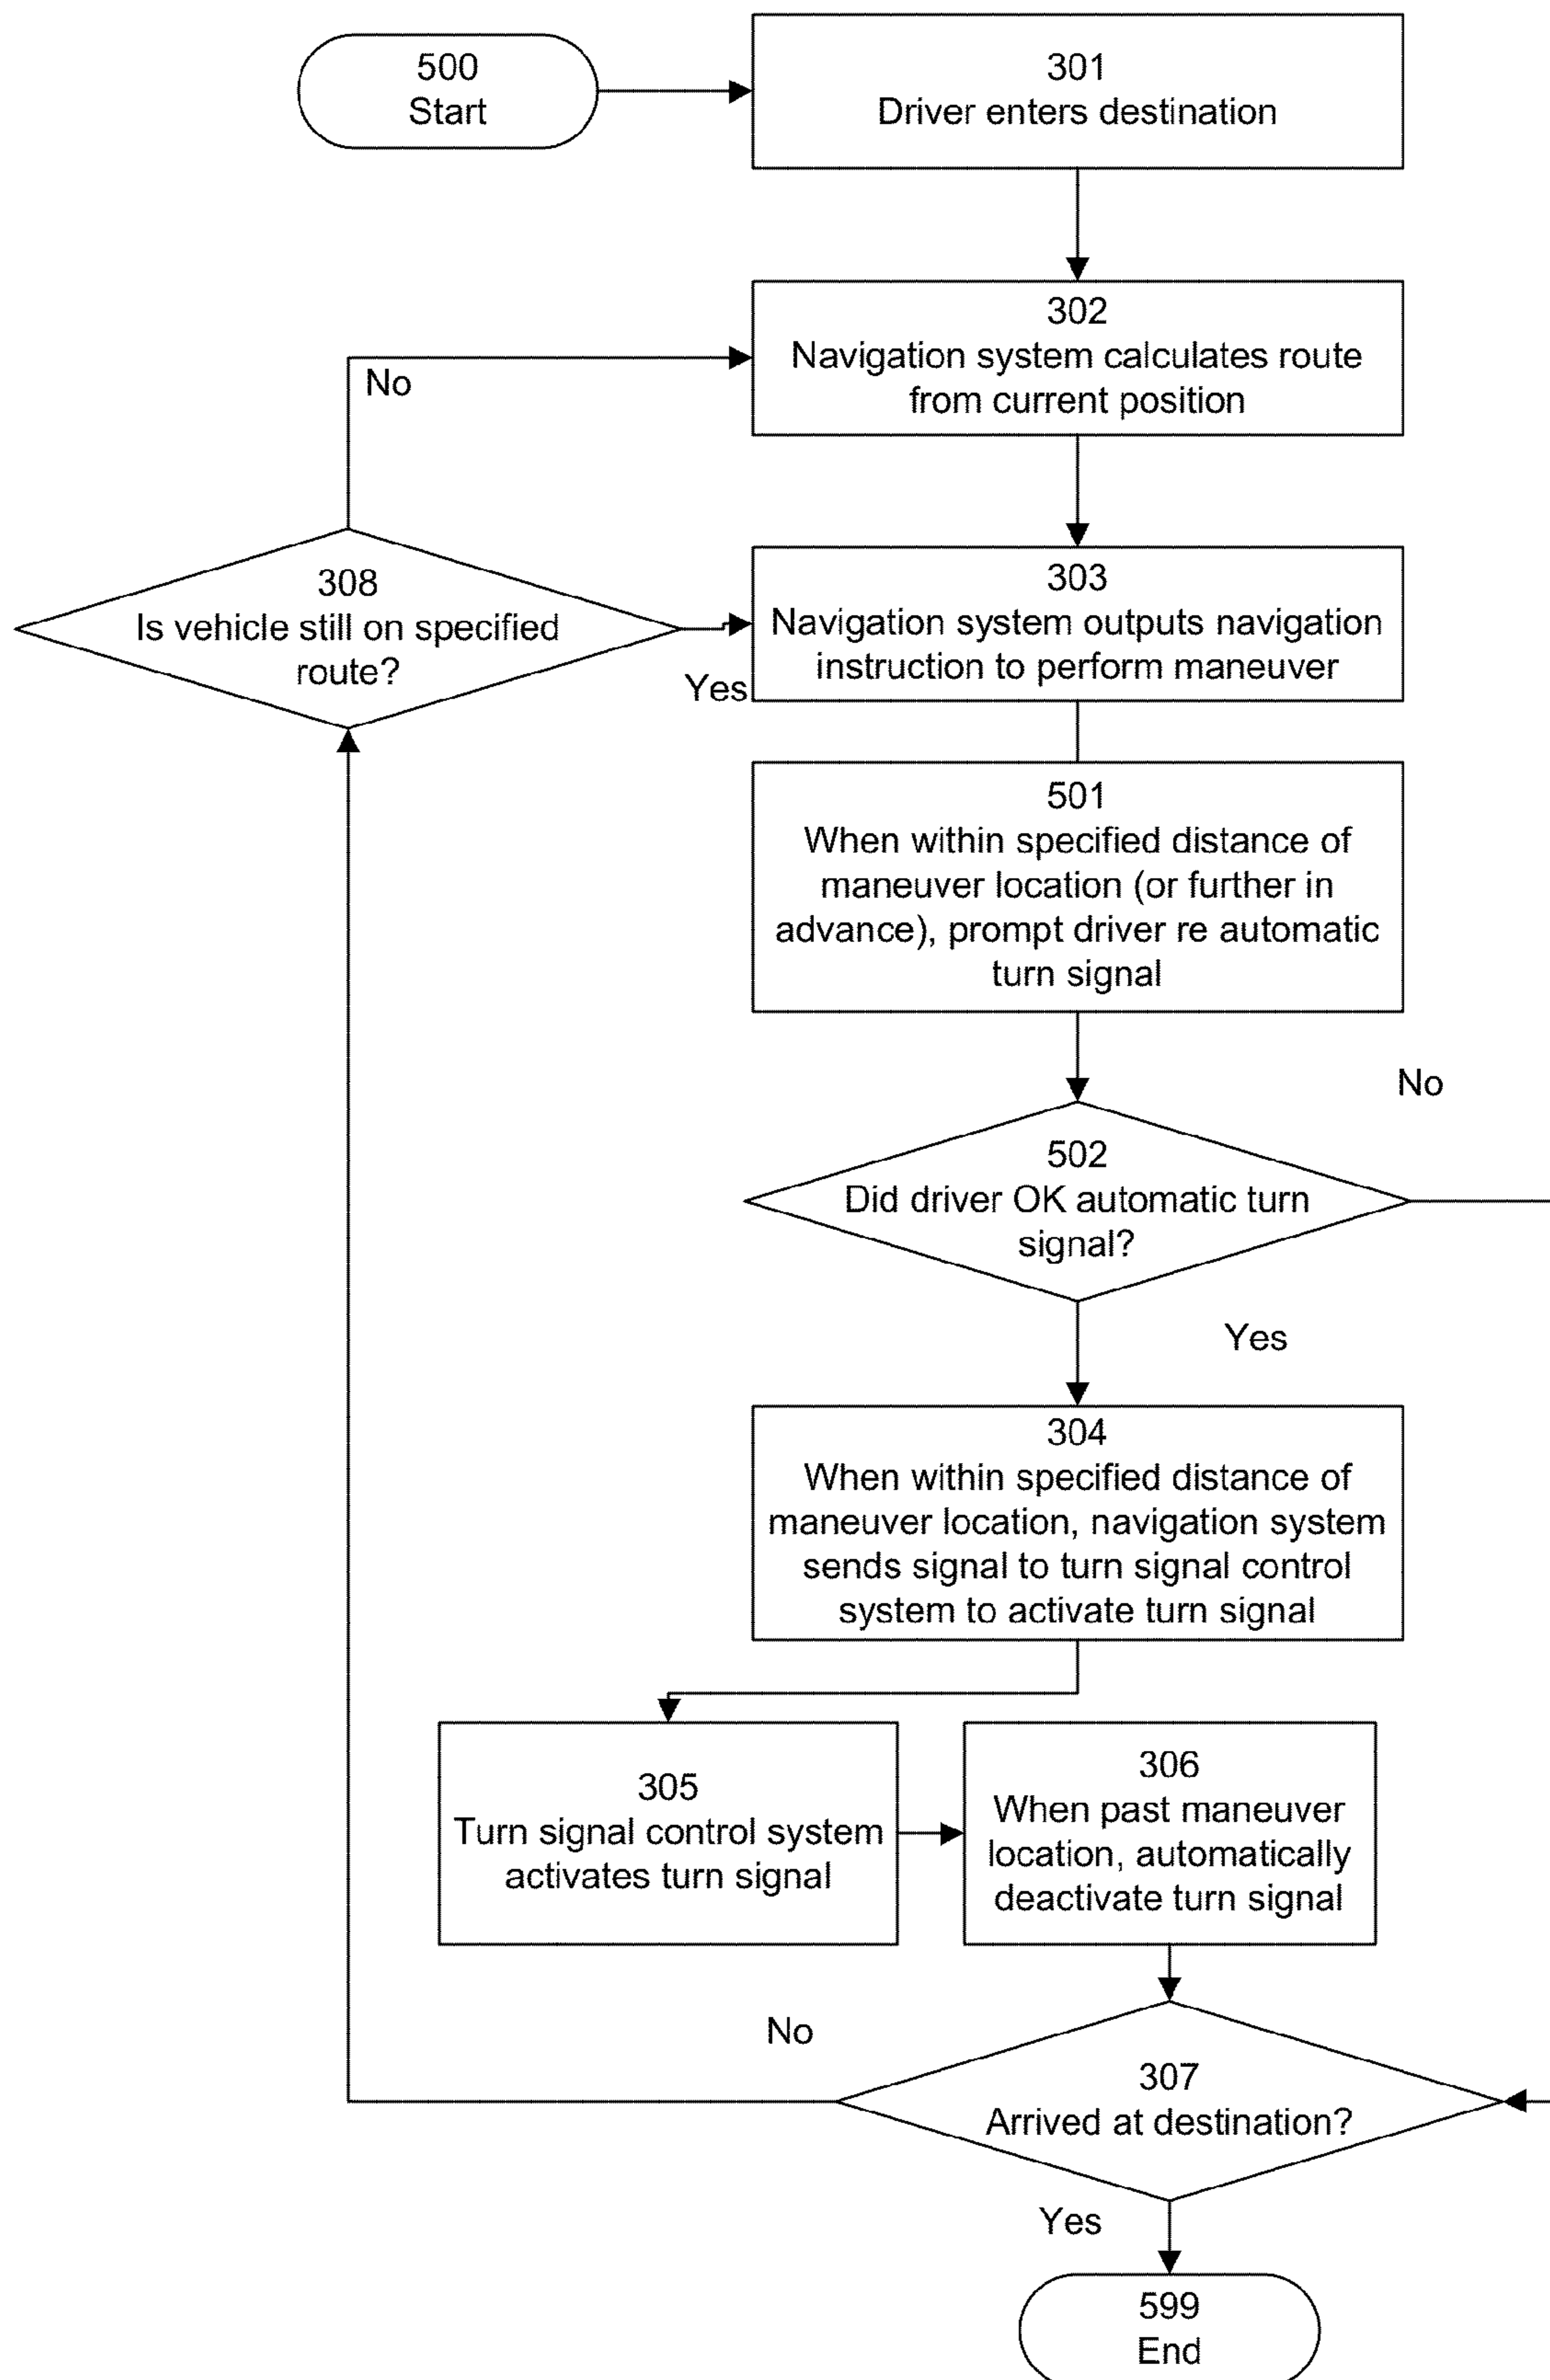 500
Start
301
Driver enters destination
302
Navigation system calculates route
from current position
No
308
Is vehicle still on specified
route?
Yes
303
Navigation system outputs navigation
instruction to perform maneuver
501
When within specified distance of
maneuver location (or further in
advance), prompt driver re automatic
turn signal
No
502
Did driver OK automatic turn
signal?
Yes
304
When within specified distance of
maneuver location, navigation system
sends signal to turn signal control
system to activate turn signal
305
Turn signal control system
activates turn signal
306
When past maneuver
location, automatically
deactivate turn signal
No
307
Arrived at destination?
Yes
599
End